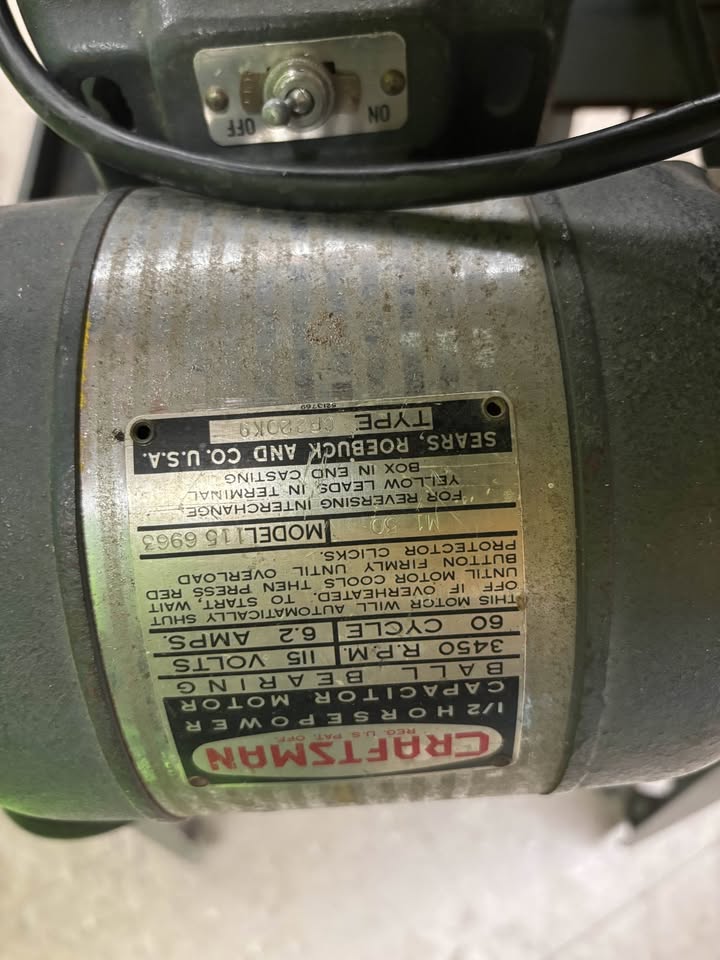 CRAFTSMAN
REG. U.S. PAT. OFF.
1/2 HORSEPOWER
CAPACITOR MOTOR
BALL BEARING
3450 R.P.M. 115 VOLTS
60 CYCLE 6.2 AMPS.
THIS MOTOR WILL AUTOMATICALLY SHUT
OFF IF OVERHEATED. TO START, WAIT
UNTIL MOTOR COOLS THEN PRESS RED
BUTTON FIRMLY UNTIL OVERLOAD
PROTECTOR CLICKS.
M1 50 MODEL 115 6963
FOR REVERSING INTERCHANGE
YELLOW LEADS IN TERMINAL
BOX IN END CASTING
SEARS, ROEBUCK AND CO. U.S.A.
TYPE
5213769
ON OFF